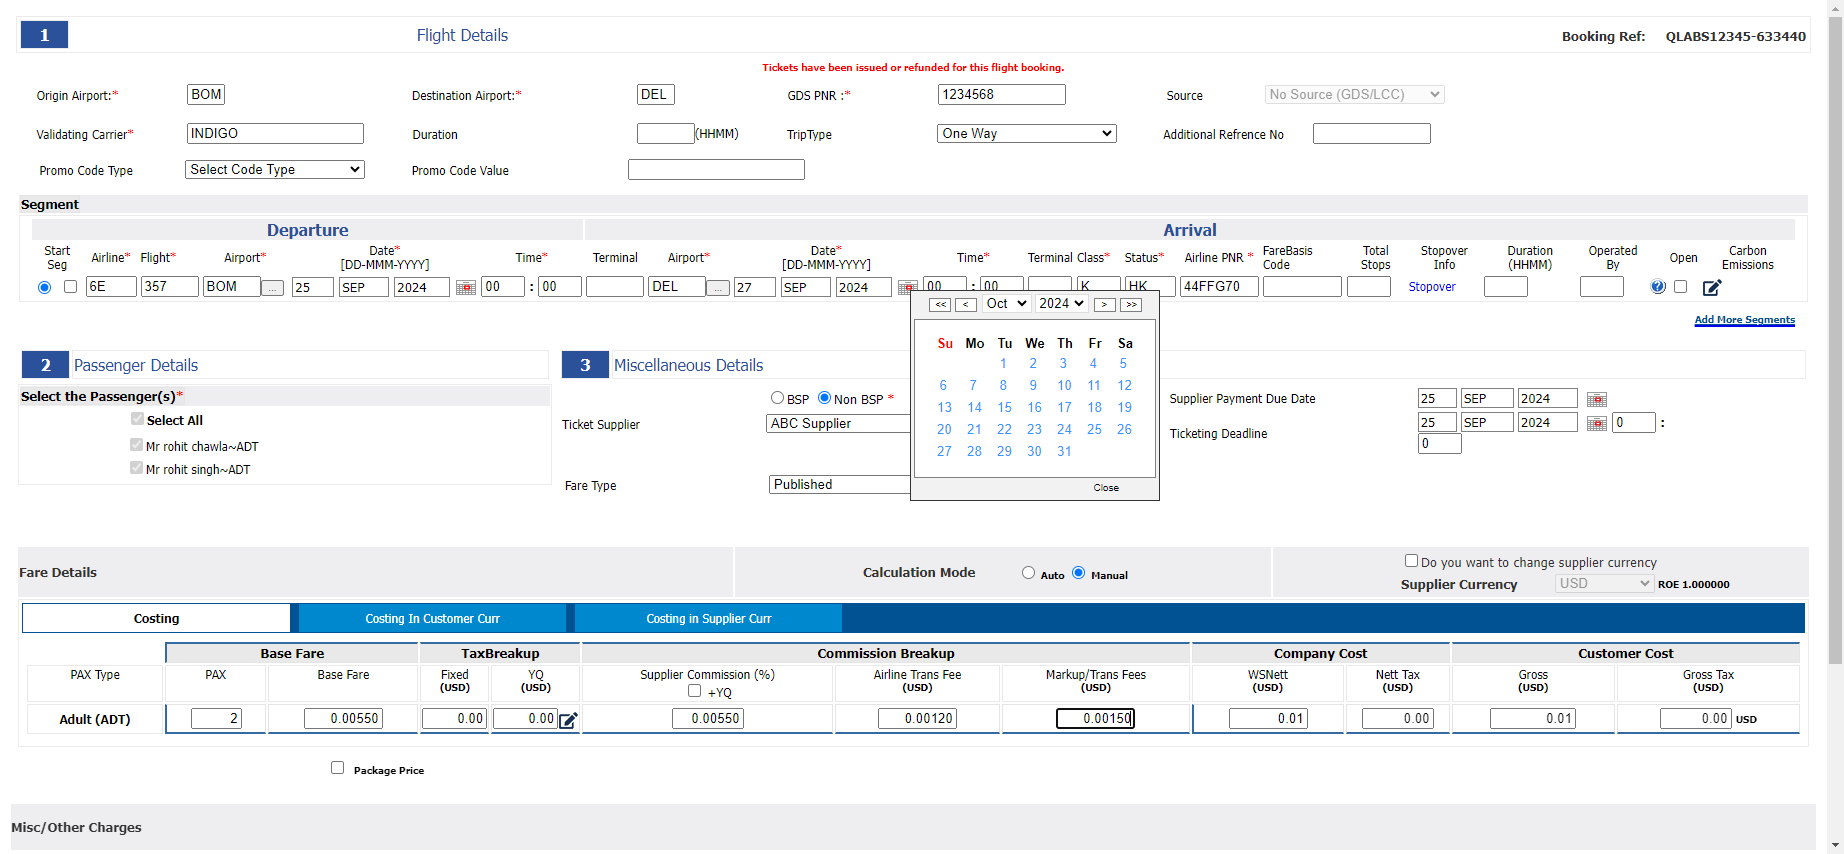 1 Flight Details Booking Ref: QLABS12345-633440
Tickets have been issued or refunded for this flight booking.
Origin Airport:* BOM Destination Airport:* DEL GDS PNR :* 1234568 Source No Source (GDS/LCC)
Validating Carrier* INDIGO Duration (HHMM) TripType One Way Additional Refrence No
Promo Code Type Select Code Type Promo Code Value
Segment
Departure Arrival
Start Seg Airline* Flight* Airport* Date* [DD-MMM-YYYY] Time* Terminal Airport* Date* [DD-MMM-YYYY] Time* Terminal Class* Status* Airline PNR * FareBasis Code Total Stops Stopover Info Duration (HHMM) Operated By Open Carbon Emissions
6E 357 BOM ... 25 SEP 2024 00 : 00 DEL ... 27 SEP 2024 00 : 00 K HK 44FFG70 Stopover ?
Add More Segments
<< < Oct 2024 > >>
Su Mo Tu We Th Fr Sa
1 2 3 4 5
6 7 8 9 10 11 12
13 14 15 16 17 18 19
20 21 22 23 24 25 26
27 28 29 30 31
Close
2 Passenger Details
Select the Passenger(s)*
Select All
Mr rohit chawla~ADT
Mr rohit singh~ADT
3 Miscellaneous Details
BSP Non BSP *
Ticket Supplier ABC Supplier
Fare Type Published
Supplier Payment Due Date 25 SEP 2024
Ticketing Deadline 25 SEP 2024 0 :
0
Fare Details Calculation Mode Auto Manual
Do you want to change supplier currency
Supplier Currency USD ROE 1.000000
Costing Costing In Customer Curr Costing in Supplier Curr
Base Fare TaxBreakup Commission Breakup Company Cost Customer Cost
PAX Type PAX Base Fare Fixed (USD) YQ (USD) Supplier Commission (%) +YQ Airline Trans Fee (USD) Markup/Trans Fees (USD) WSNett (USD) Nett Tax (USD) Gross (USD) Gross Tax (USD)
Adult (ADT) 2 0.00550 0.00 0.00 0.00550 0.00120 0.00150 0.01 0.00 0.01 0.00 USD
Package Price
Misc/Other Charges